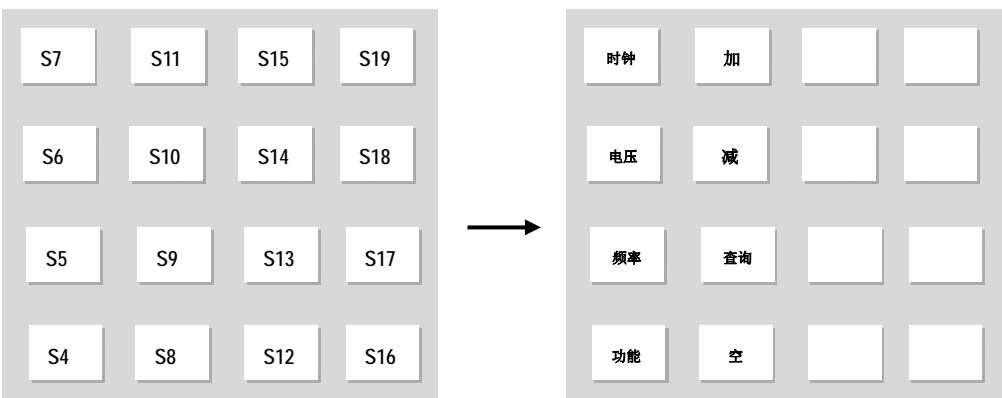 S7 S11 S15 S19
S6 S10 S14 S18
S5 S9 S13 S17
S4 S8 S12 S16
时钟 加
电压 减
频率 查询
功能 空